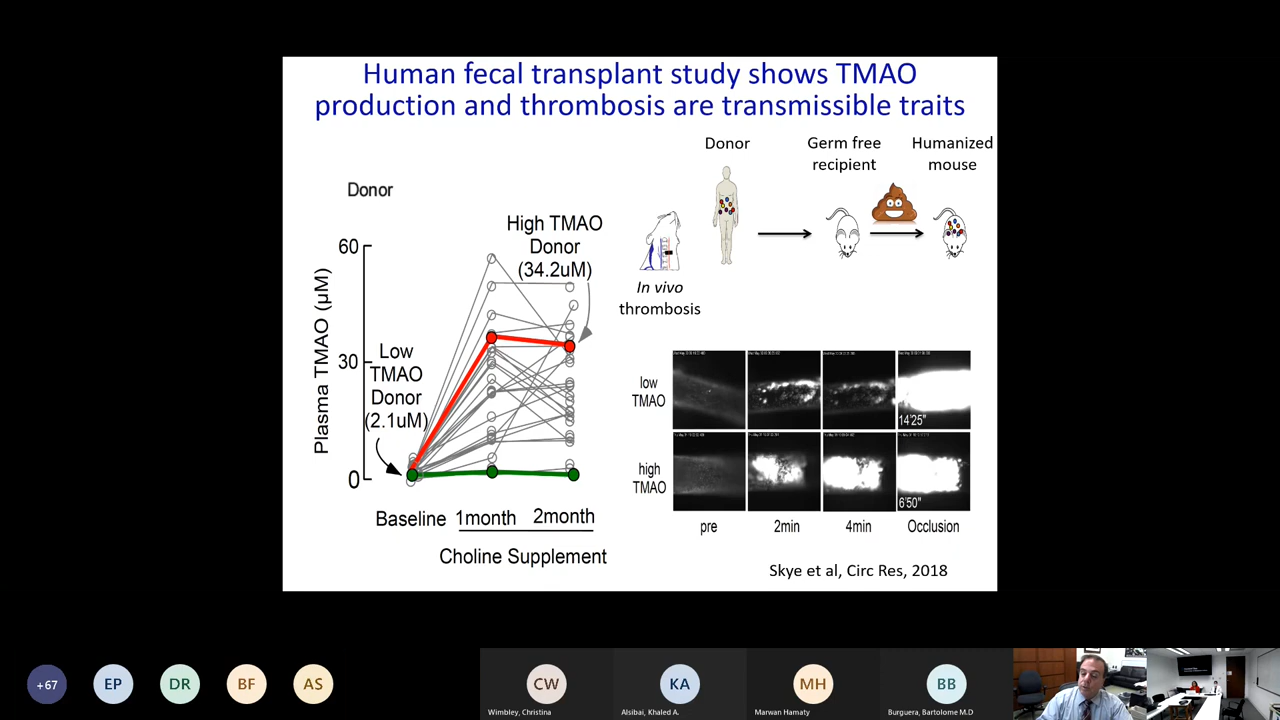 Human fecal transplant study shows TMAO
production and thrombosis are transmissible traits
Donor
Germ free
recipient
Humanized
mouse
Donor
High TMAO
Donor
(34.2uM)
In vivo
thrombosis
Low
TMAO
Donor
(2.1uM)
Plasma TMAO (µM)
60
30
0
Baseline
1month
2month
Choline Supplement
low
TMAO
14'25"
high
TMAO
6'50"
pre
2min
4min
Occlusion
Skye et al, Circ Res, 2018
+67
EP
DR
BF
AS
CW
Wimbley, Christina
KA
Alsibai, Khaled A.
MH
Marwan Hamaty
BB
Burguera, Bartolome M.D